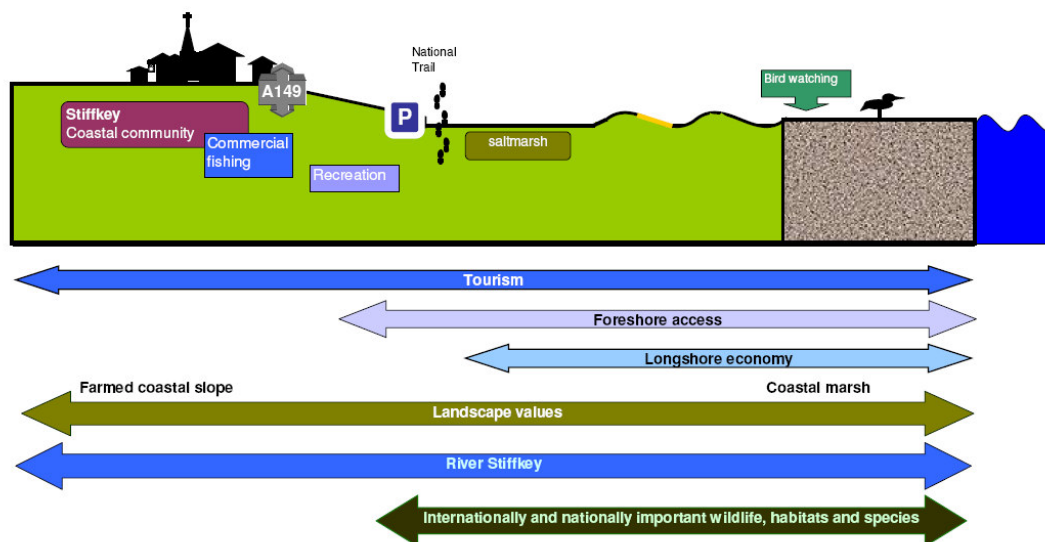 National
Trail
Bird watching
A149
P
Stiffkey
Coastal community
Commercial
fishing
saltmarsh
Recreation
Tourism
Foreshore access
Longshore economy
Farmed coastal slope
Coastal marsh
Landscape values
River Stiffkey
Internationally and nationally important wildlife, habitats and species